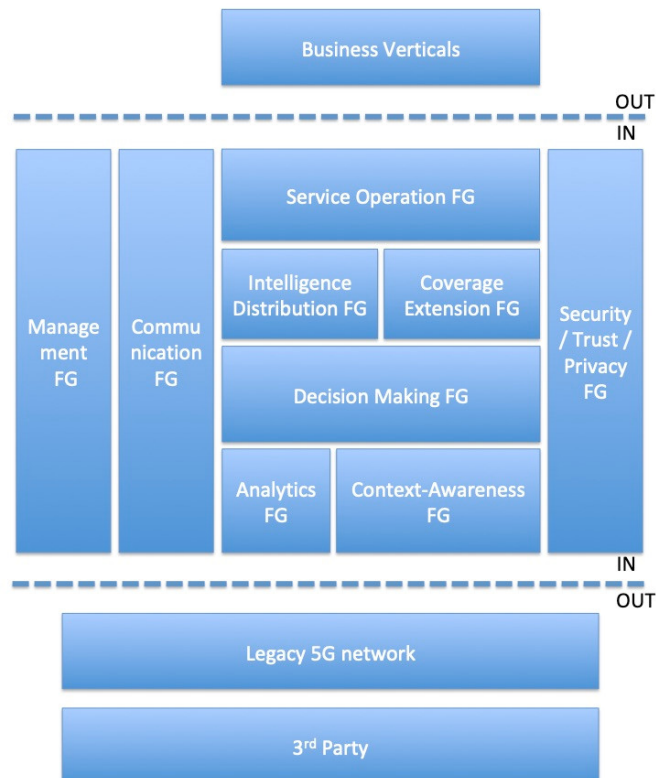 Business Verticals
OUT
IN
Service Operation FG
Intelligence
Distribution FG
Coverage
Extension FG
Manage
ment
FG
Commu
nication
FG
Security
/ Trust /
Privacy
FG
Decision Making FG
Analytics
FG
Context-Awareness
FG
IN
OUT
Legacy 5G network
3rd Party